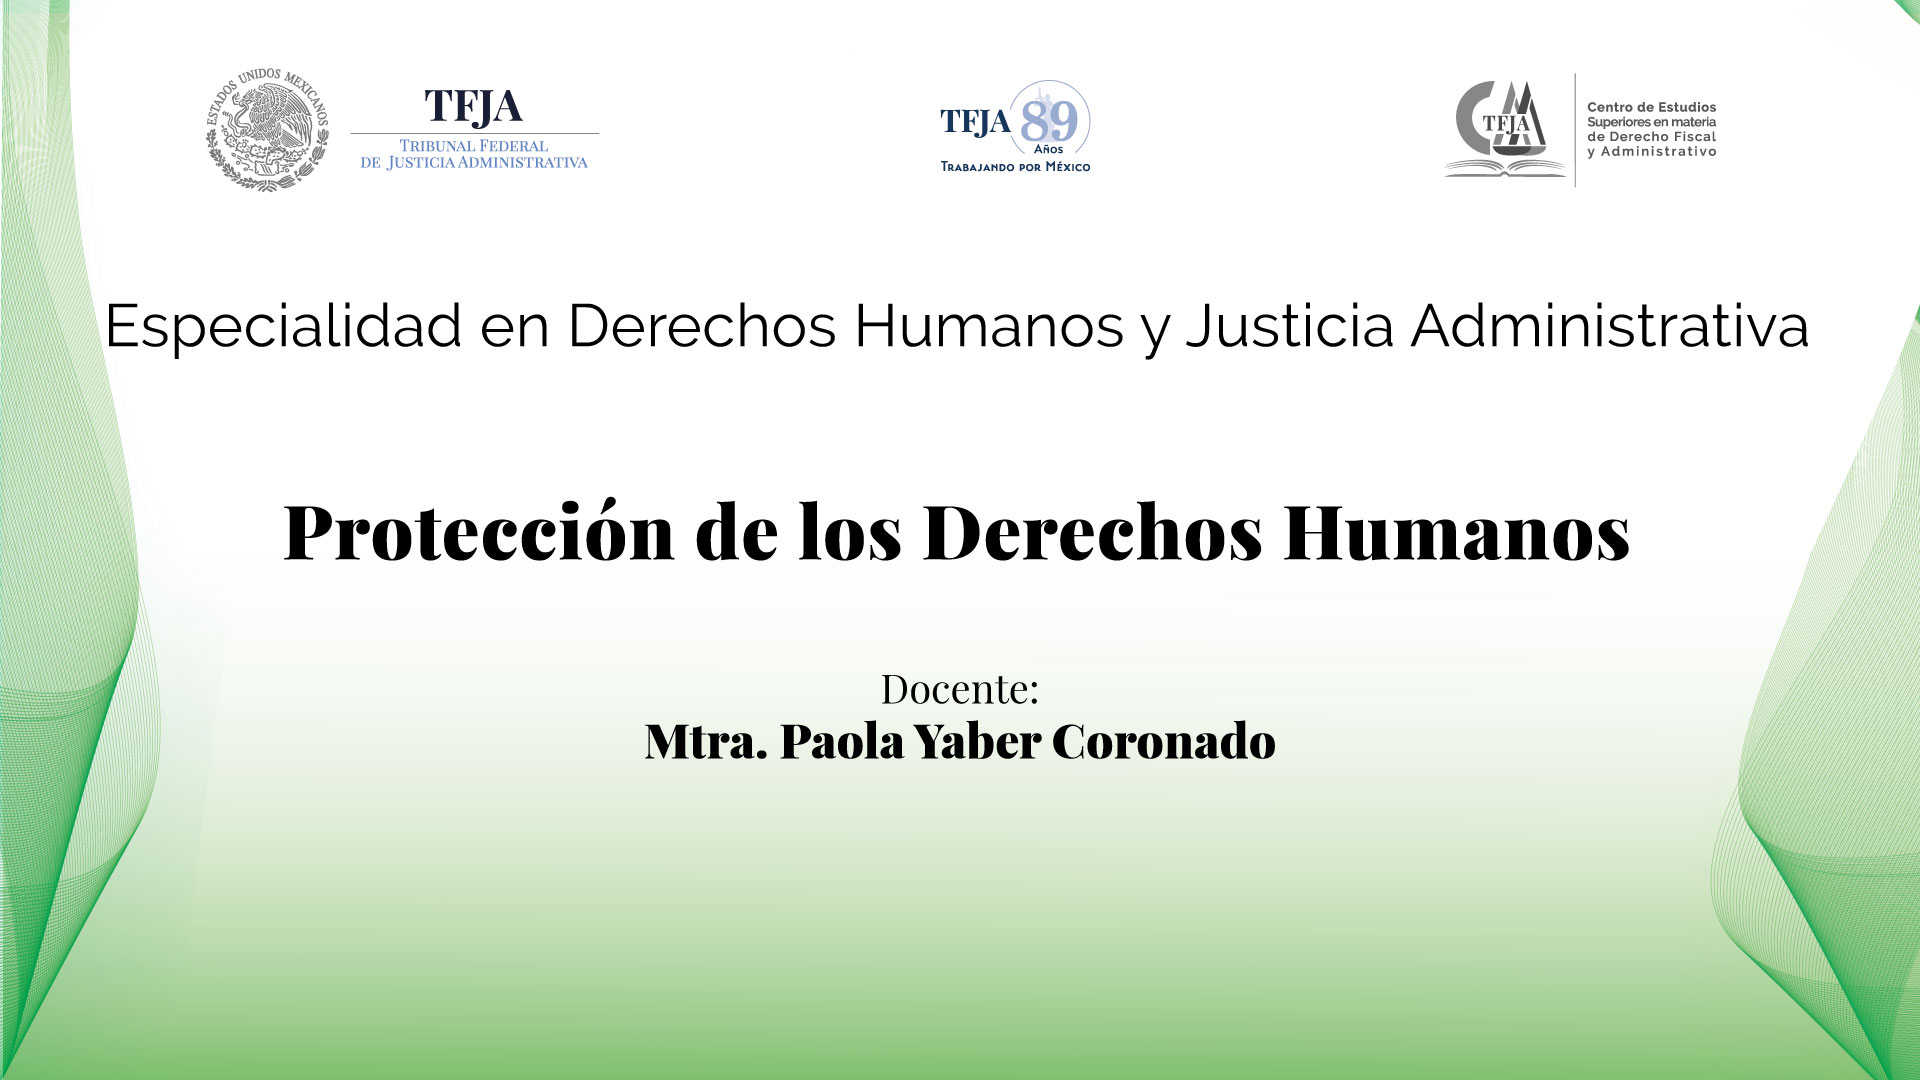 ESTADOS UNIDOS MEXICANOS
TFJA
TRIBUNAL FEDERAL
DE JUSTICIA ADMINISTRATIVA
TFJA 89
AÑOS
TRABAJANDO POR MÉXICO
TFJA
Centro de Estudios
Superiores en materia
de Derecho Fiscal
y Administrativo
Especialidad en Derechos Humanos y Justicia Administrativa
Protección de los Derechos Humanos
Docente:
Mtra. Paola Yaber Coronado